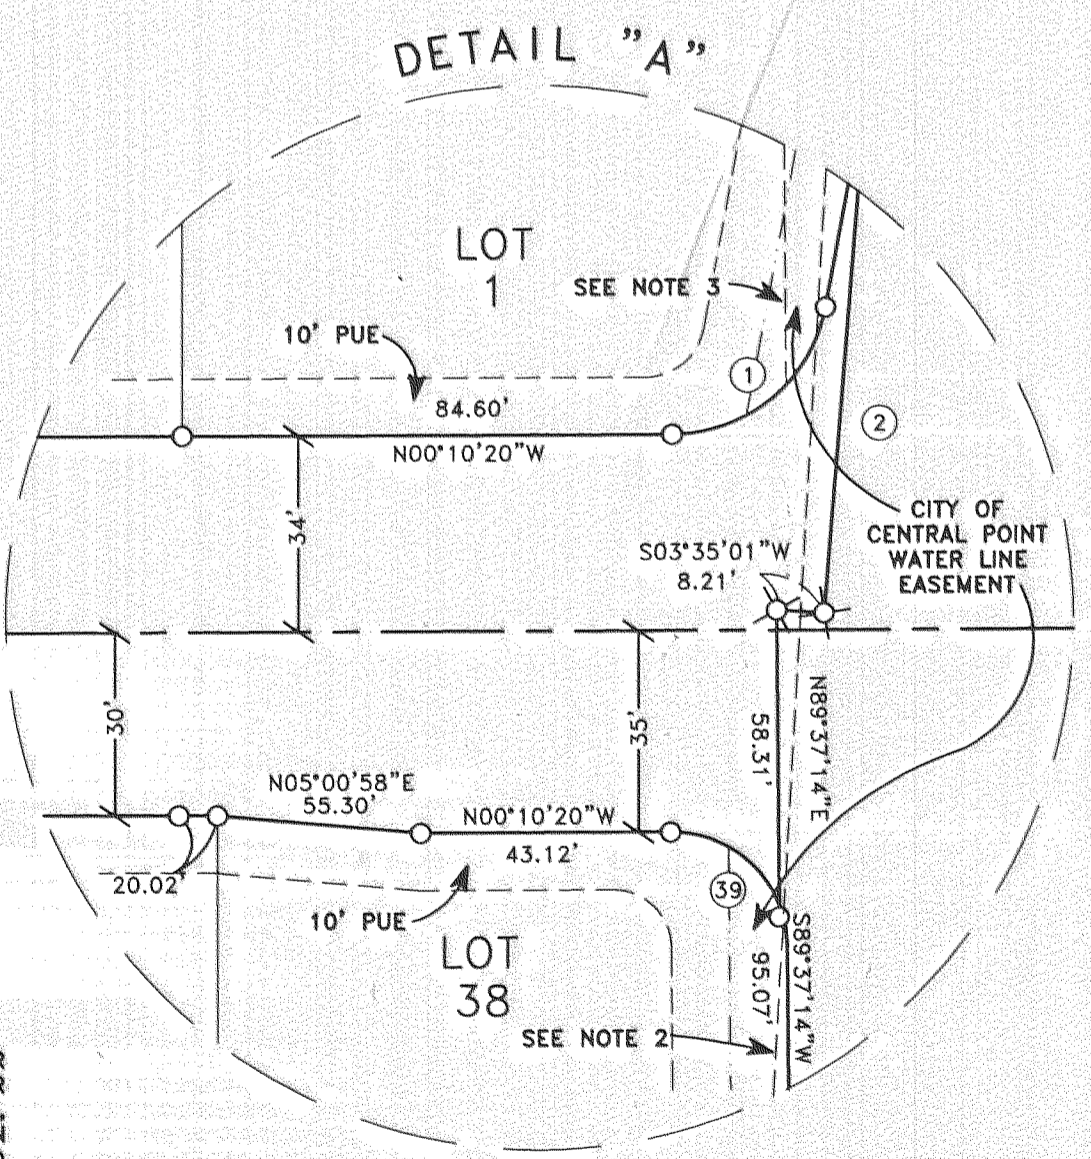 DETAIL "A"
LOT
1
SEE NOTE 3
10' PUE
84.60'
N00°10'20"W
1
2
34'
CITY OF
CENTRAL POINT
WATER LINE
EASEMENT
S03°35'01"W
8.21'
30'
35'
58.31'
N89°37'14"E
N05°00'58"E
55.30'
N00°10'20"W
43.12'
20.02'
10' PUE
39
LOT
38
95.07'
S89°37'14"W
SEE NOTE 2